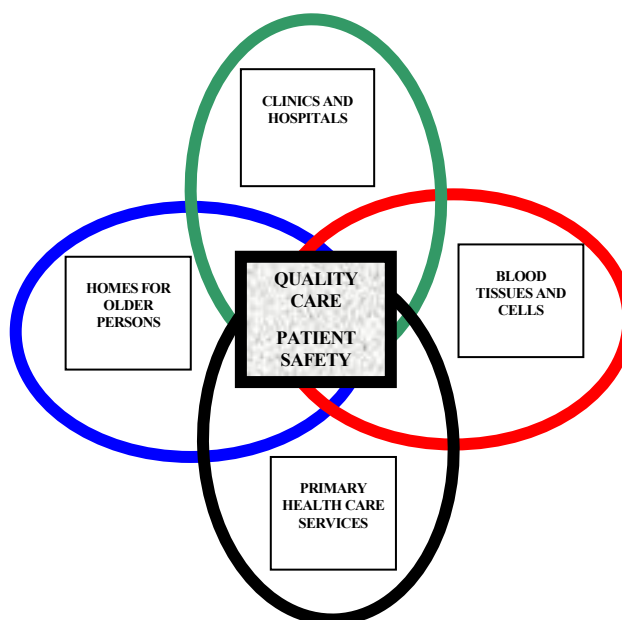 CLINICS AND
HOSPITALS
HOMES FOR
OLDER
PERSONS
QUALITY
CARE
PATIENT
SAFETY
BLOOD
TISSUES AND
CELLS
PRIMARY
HEALTH CARE
SERVICES